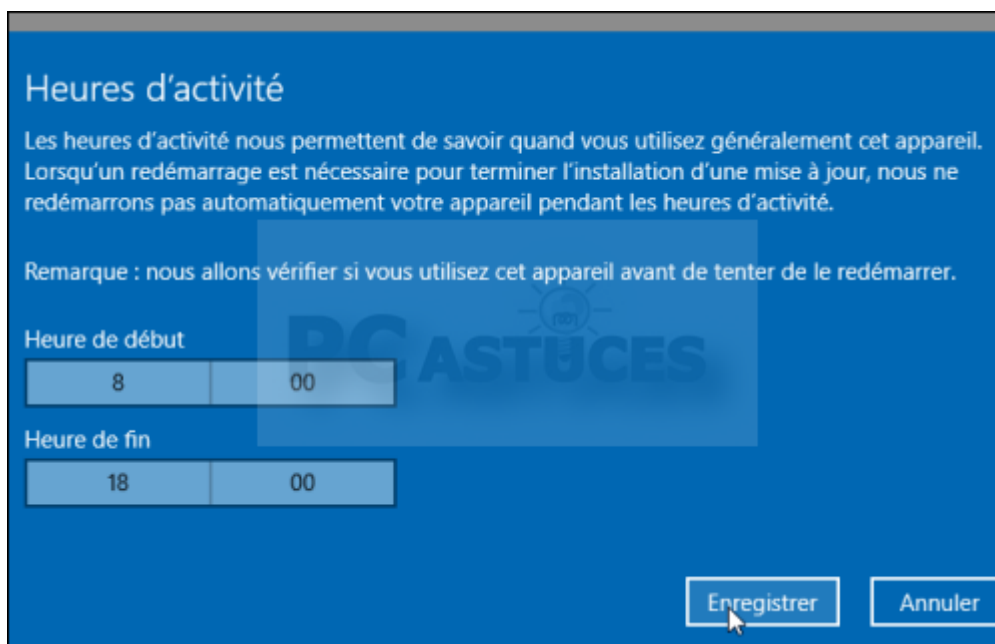 Heures d'activité
Les heures d'activité nous permettent de savoir quand vous utilisez généralement cet appareil.
Lorsqu'un redémarrage est nécessaire pour terminer l'installation d'une mise à jour, nous ne
redémarrons pas automatiquement votre appareil pendant les heures d'activité.
Remarque : nous allons vérifier si vous utilisez cet appareil avant de tenter de le redémarrer.
PC ASTUCES
Heure de début
8 00
Heure de fin
18 00
Enregistrer Annuler